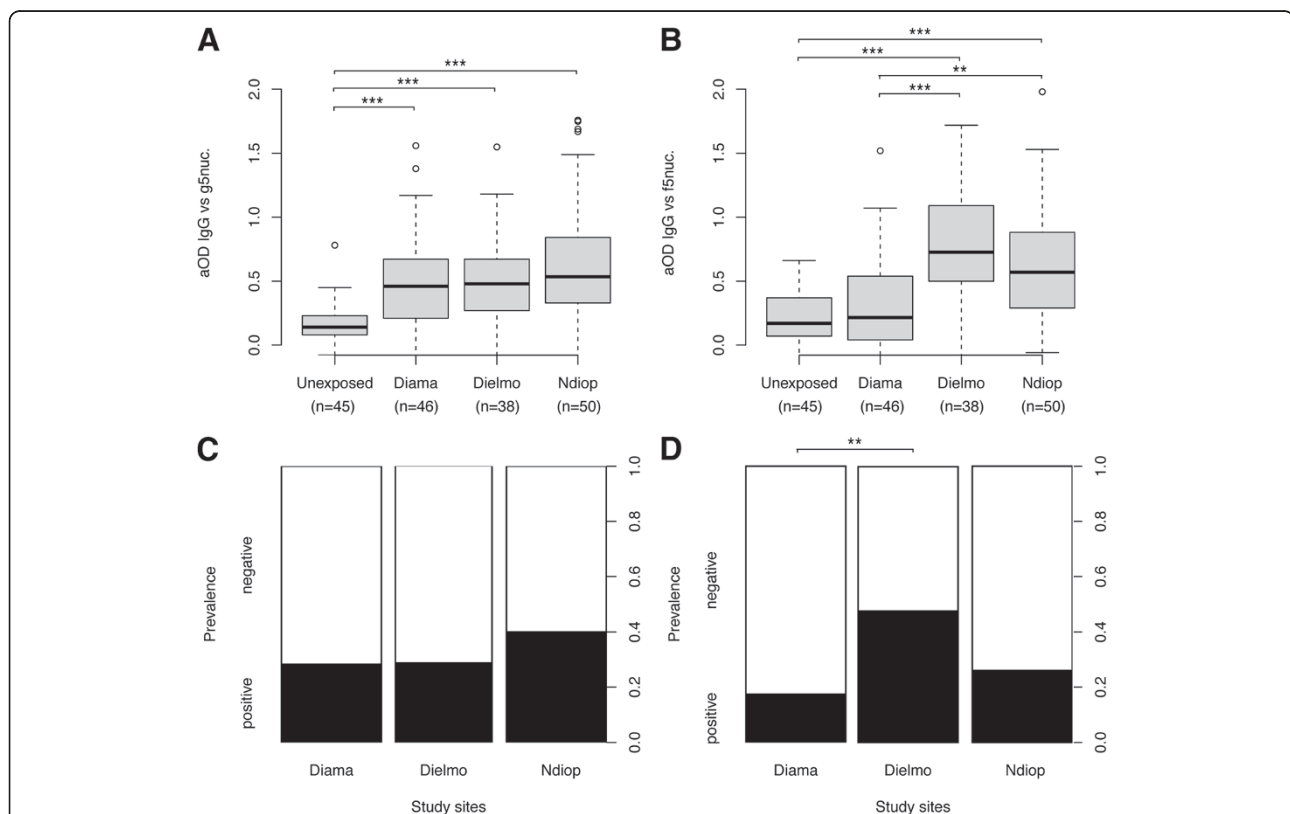 A
***
***
***
aOD IgG vs g5nuc.
2.0
1.5
1.0
0.5
0.0
Unexposed Diama Dielmo Ndiop
(n=45) (n=46) (n=38) (n=50)
B
***
***
**
***
aOD IgG vs f5nuc.
2.0
1.5
1.0
0.5
0.0
Unexposed Diama Dielmo Ndiop
(n=45) (n=46) (n=38) (n=50)
C
Prevalence
negative
positive
1.0
0.8
0.6
0.4
0.2
0.0
Diama Dielmo Ndiop
Study sites
D
**
Prevalence
negative
positive
1.0
0.8
0.6
0.4
0.2
0.0
Diama Dielmo Ndiop
Study sites